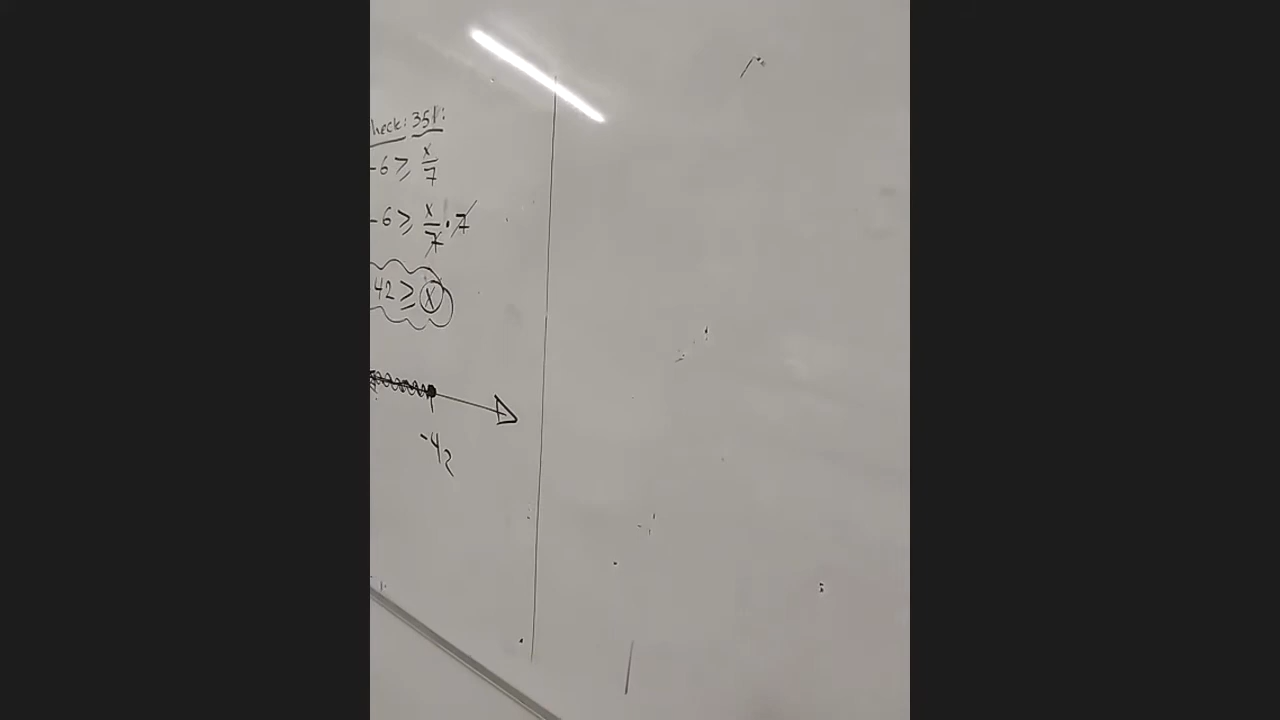 heck: 351:
-6 ≥ x/7
-6 ≥ x/7 · 7
42 ≥ x
-42